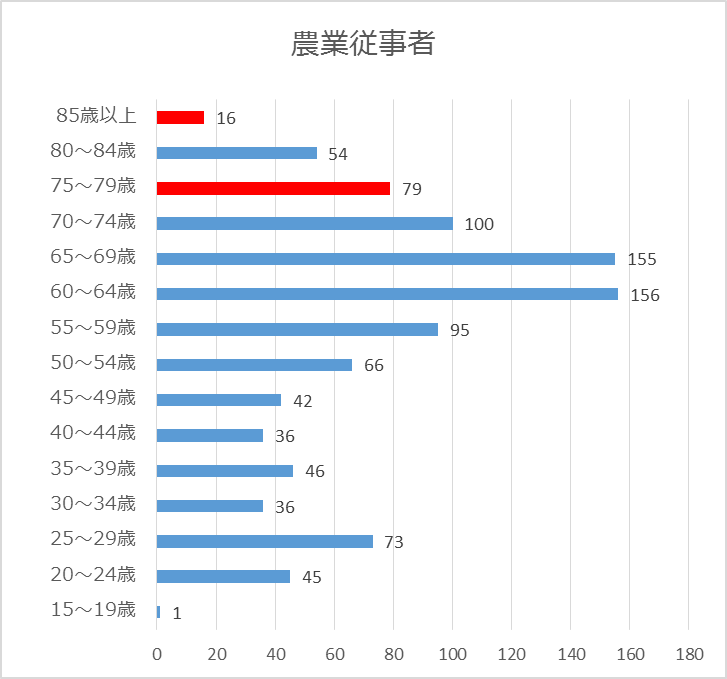 農業従事者
85歳以上 16
80～84歳 54
75～79歳 79
70～74歳 100
65～69歳 155
60～64歳 156
55～59歳 95
50～54歳 66
45～49歳 42
40～44歳 36
35～39歳 46
30～34歳 36
25～29歳 73
20～24歳 45
15～19歳 1
0 20 40 60 80 100 120 140 160 180